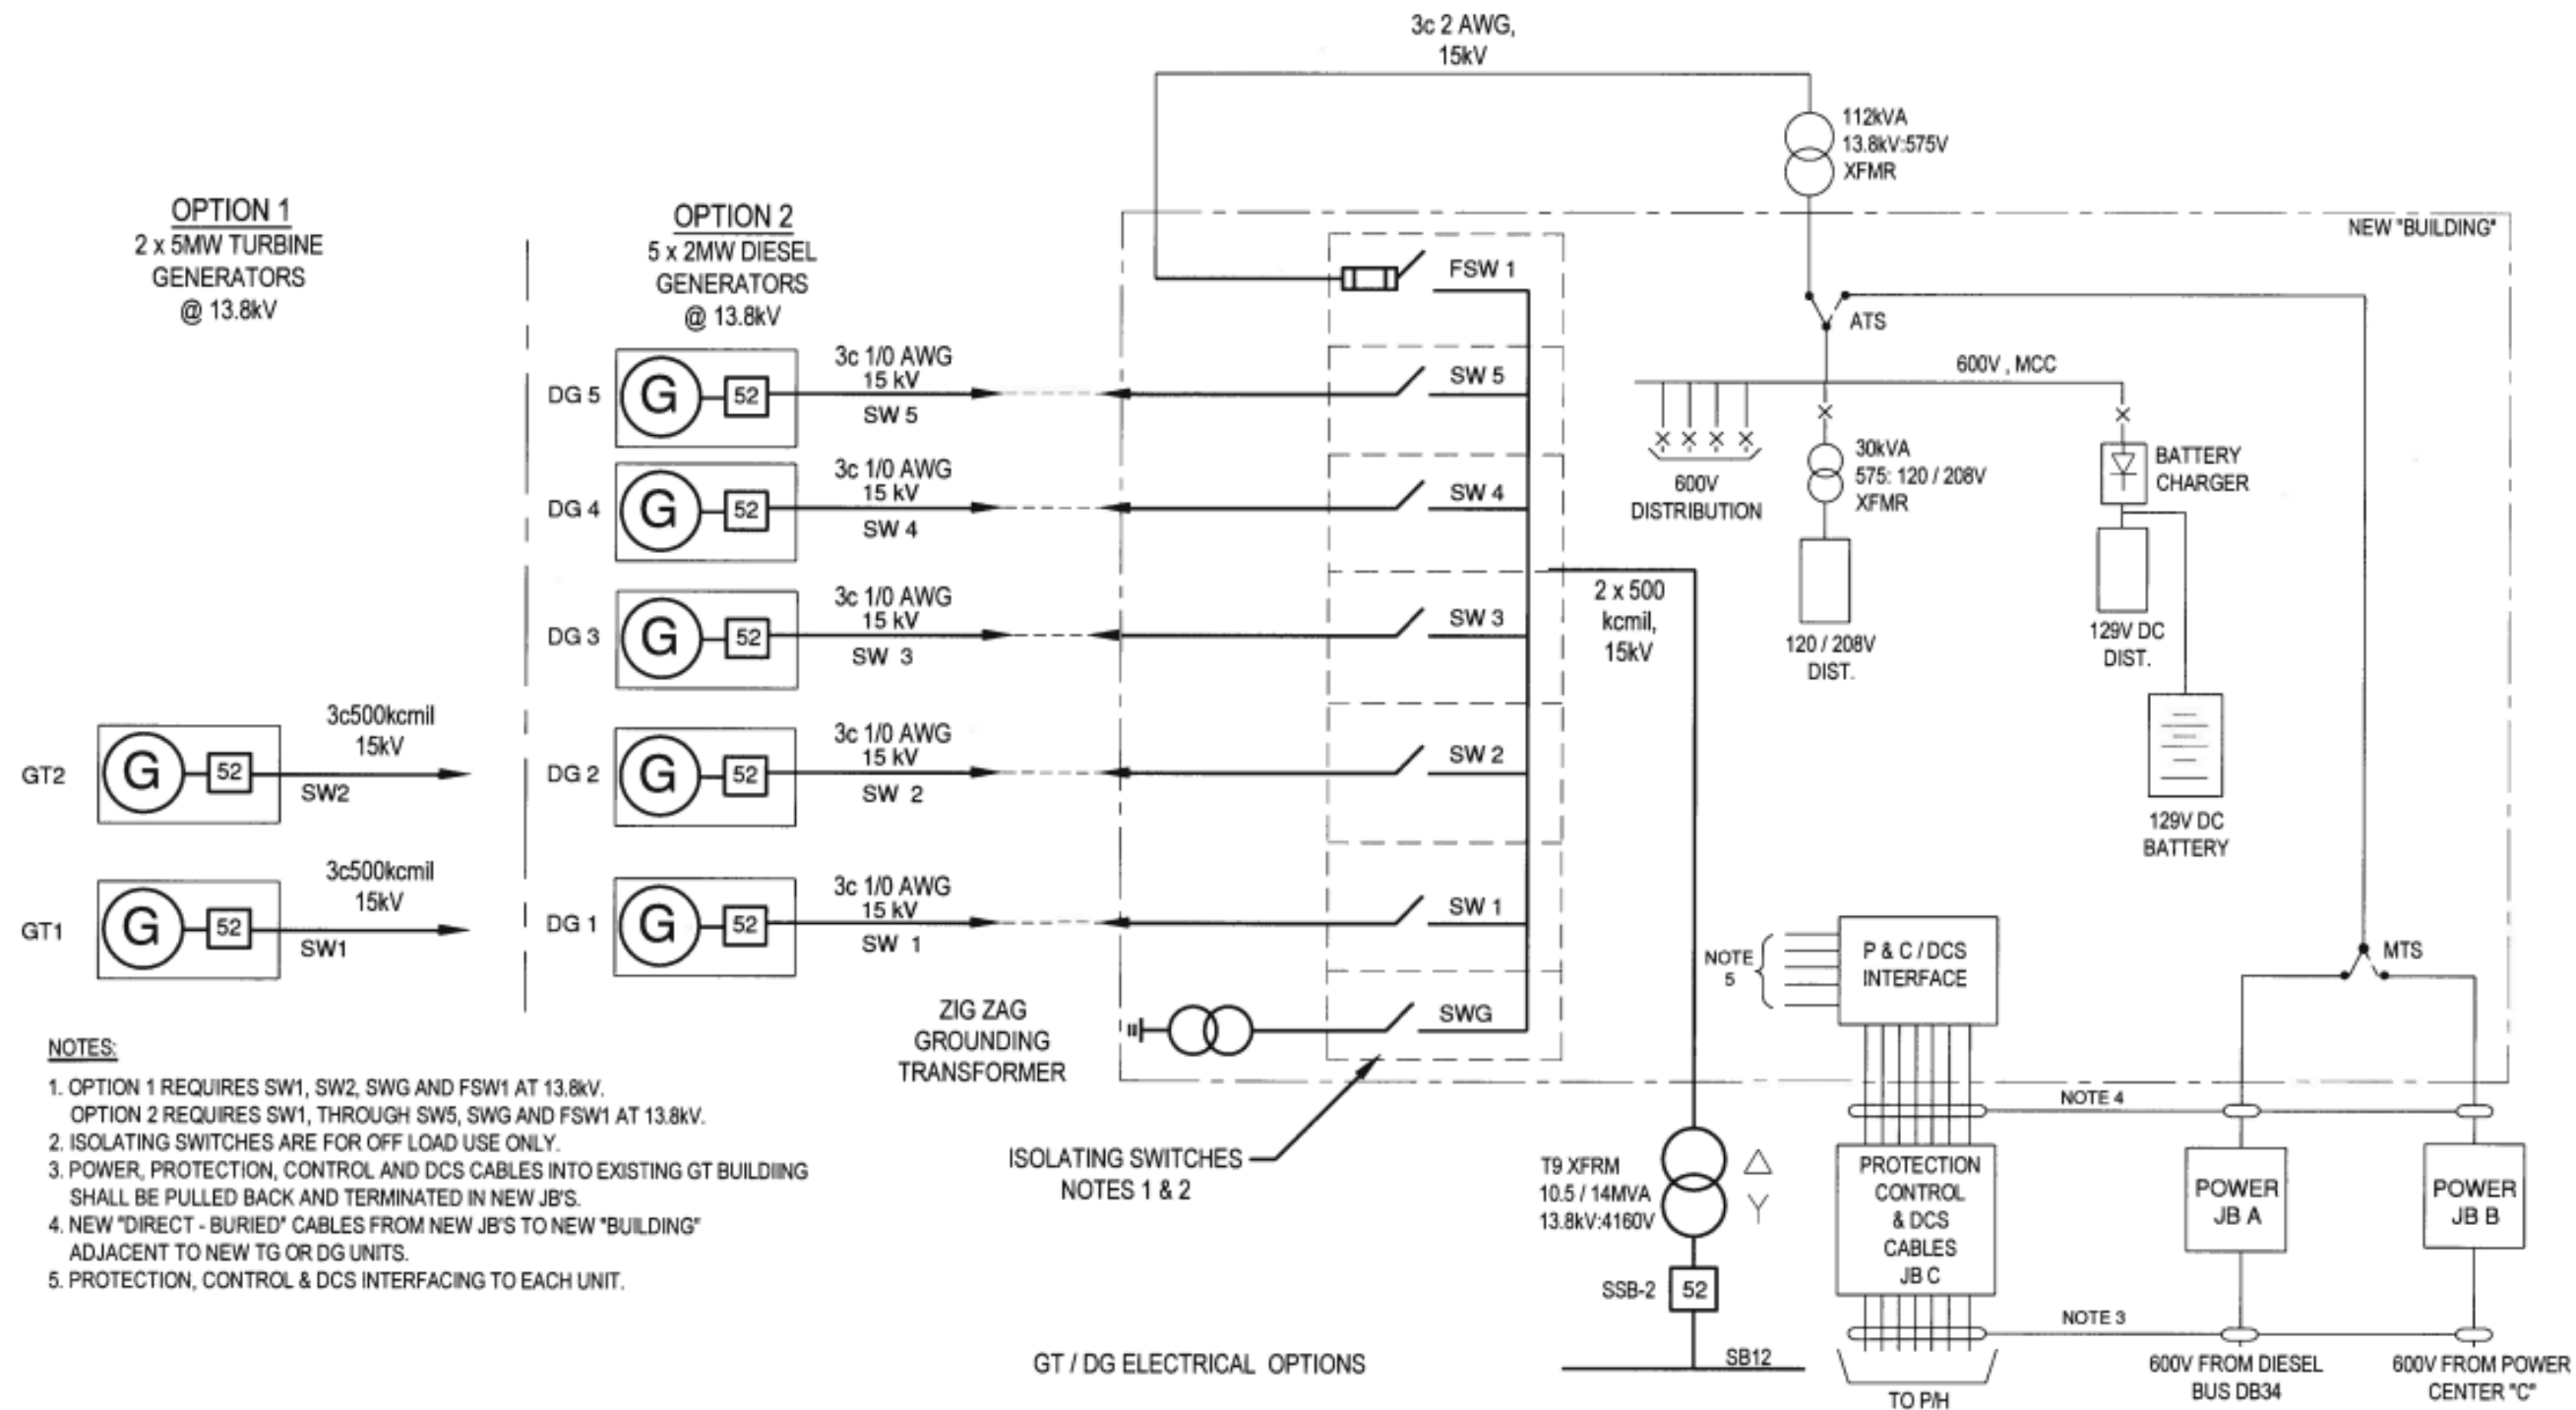 3c 2 AWG,
15kV
112kVA
13.8kV:575V
XFMR
OPTION 1
2 x 5MW TURBINE
GENERATORS
@ 13.8kV
OPTION 2
5 x 2MW DIESEL
GENERATORS
@ 13.8kV
NEW "BUILDING"
FSW 1
ATS
600V , MCC
DG 5
G
52
3c 1/0 AWG
15 kV
SW 5
SW 5
DG 4
G
52
3c 1/0 AWG
15 kV
SW 4
SW 4
600V
DISTRIBUTION
30kVA
575: 120 / 208V
XFMR
BATTERY
CHARGER
DG 3
G
52
3c 1/0 AWG
15 kV
SW 3
SW 3
2 x 500
kcmil,
15kV
120 / 208V
DIST.
129V DC
DIST.
GT2
G
52
3c500kcmil
15kV
SW2
DG 2
G
52
3c 1/0 AWG
15 kV
SW 2
SW 2
129V DC
BATTERY
GT1
G
52
3c500kcmil
15kV
SW1
DG 1
G
52
3c 1/0 AWG
15 kV
SW 1
SW 1
NOTE
5
P & C / DCS
INTERFACE
MTS
ZIG ZAG
GROUNDING
TRANSFORMER
SWG
NOTES:
1. OPTION 1 REQUIRES SW1, SW2, SWG AND FSW1 AT 13.8kV.
OPTION 2 REQUIRES SW1, THROUGH SW5, SWG AND FSW1 AT 13.8kV.
2. ISOLATING SWITCHES ARE FOR OFF LOAD USE ONLY.
3. POWER, PROTECTION, CONTROL AND DCS CABLES INTO EXISTING GT BUILDIING
SHALL BE PULLED BACK AND TERMINATED IN NEW JB'S.
4. NEW "DIRECT - BURIED" CABLES FROM NEW JB'S TO NEW "BUILDING"
ADJACENT TO NEW TG OR DG UNITS.
5. PROTECTION, CONTROL & DCS INTERFACING TO EACH UNIT.
ISOLATING SWITCHES
NOTES 1 & 2
NOTE 4
T9 XFRM
10.5 / 14MVA
13.8kV:4160V
PROTECTION
CONTROL
& DCS
CABLES
JB C
POWER
JB A
POWER
JB B
SSB-2
52
NOTE 3
GT / DG ELECTRICAL OPTIONS
SB12
TO P/H
600V FROM DIESEL
BUS DB34
600V FROM POWER
CENTER "C"